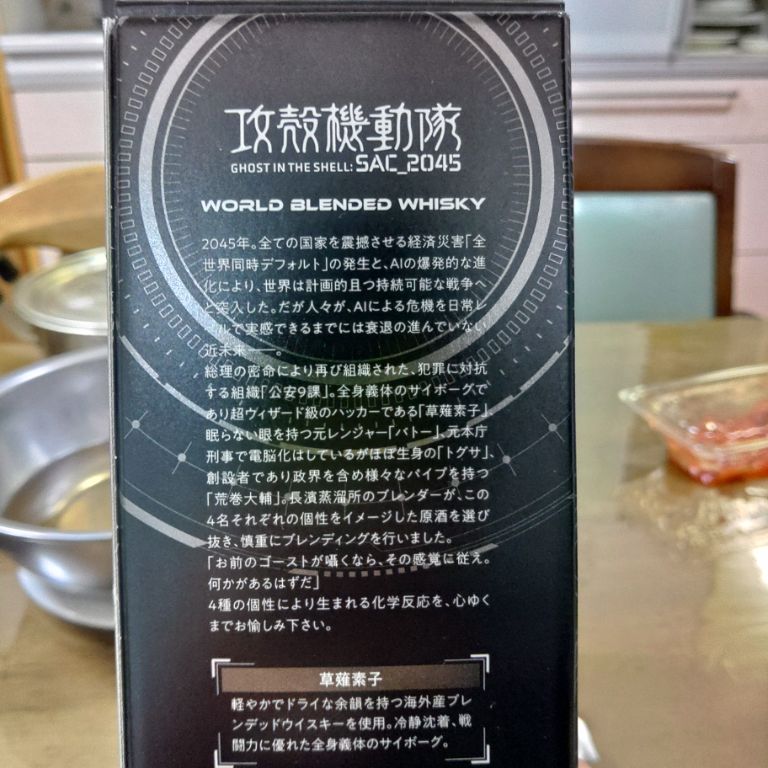 攻殻機動隊
GHOST IN THE SHELL: SAC_2045
WORLD BLENDED WHISKY
2045年。全ての国家を震撼させる経済災害「全
世界同時デフォルト」の発生と、AIの爆発的な進
化により、世界は計画的且つ持続可能な戦争へ
と突入した。だが人々が、AIによる危機を日常レ
ベルで実感できるまでには衰退の進んでいない
近未来――。
総理の密命により再び組織された、犯罪に対抗
する組織「公安9課」。全身義体のサイボーグで
あり超ウィザード級のハッカーである「草薙素子」、
眠らない眼を持つ元レンジャー「バトー」、元本庁
刑事で電脳化はしているがほぼ生身の「トグサ」、
創設者であり政界を含め様々なパイプを持つ
「荒巻大輔」。長濱蒸溜所のブレンダーが、この
4名それぞれの個性をイメージした原酒を選び
抜き、慎重にブレンディングを行いました。
「お前のゴーストが囁くなら、その感覚に従え。
何かがあるはずだ」
4種の個性により生まれる化学反応を、心ゆく
までお愉しみ下さい。
草薙素子
軽やかでドライな余韻を持つ海外産ブレ
ンデッドウイスキーを使用。冷静沈着、戦
闘力に優れた全身義体のサイボーグ。